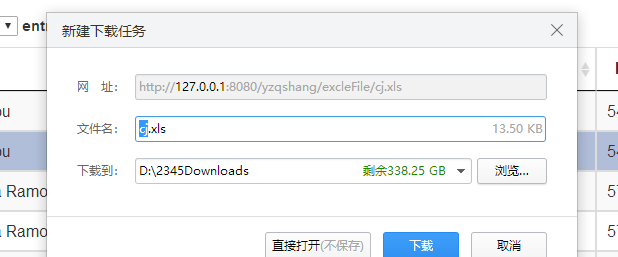 entr
新建下载任务
网 址: http://127.0.0.1:8080/yzqshang/excleFile/cj.xls
ou
文件名: cj.xls 13.50 KB
54
ou
下载到: D:\2345Downloads 剩余338.25 GB 浏览...
54
a Ramo
57
a Ramo
直接打开(不保存) 下载 取消
57